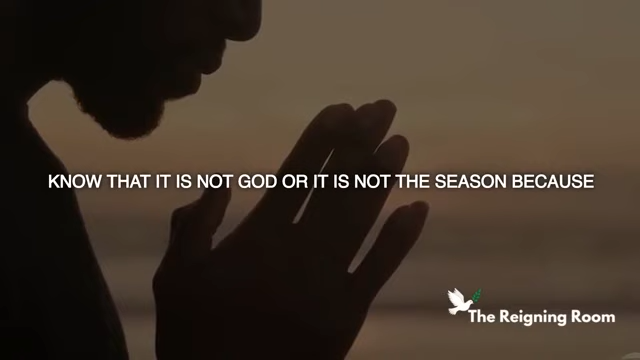 KNOW THAT IT IS NOT GOD OR IT IS NOT THE SEASON BECAUSE
The Reigning Room